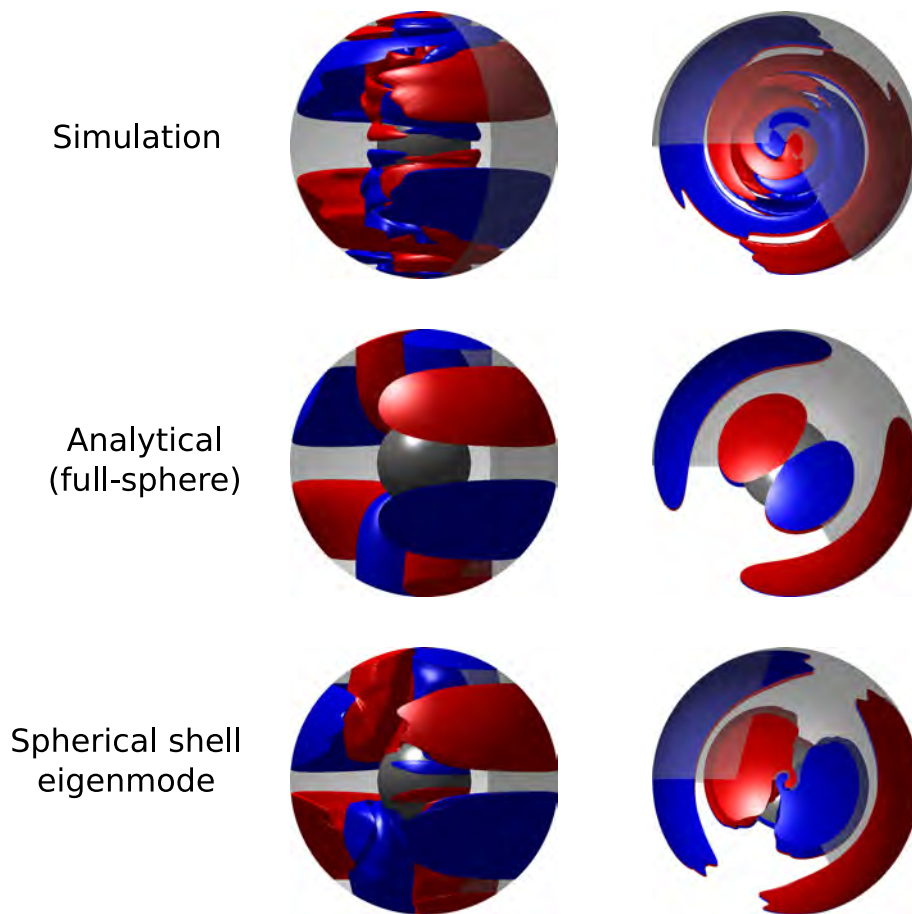 Simulation
Analytical
(full-sphere)
Spherical shell
eigenmode